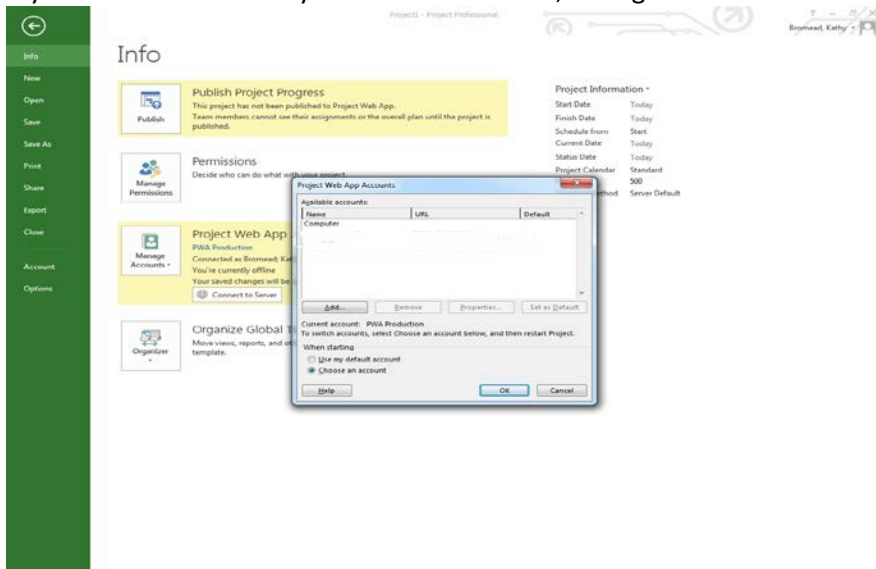 Project1 - Project Professional
Bromead, Kathy
Info
New
Open
Save
Save As
Print
Share
Export
Close
Account
Options
Info
Publish
Publish Project Progress
This project has not been published to Project Web App.
Team members cannot see their assignments or the overall plan until the project is
published.
Manage
Permissions
Permissions
Decide who can do what with your project.
Manage
Accounts
Project Web App
PWA Production
Connected as Bromead; Kat
You're currently offline
Your saved changes will be
Connect to Server
Organizer
Organize Global T
Move views, reports, and ot
template.
Project Information
Start Date Today
Finish Date Today
Schedule from Start
Current Date Today
Status Date Today
Project Calendar Standard
500
Server Default
Project Web App Accounts
Available accounts:
Name URL Default
Computer
Add... Remove Properties... Set as Default
Current account: PWA Production
To switch accounts, select Choose an account below, and then restart Project.
When starting
Use my default account
Choose an account
Help OK Cancel